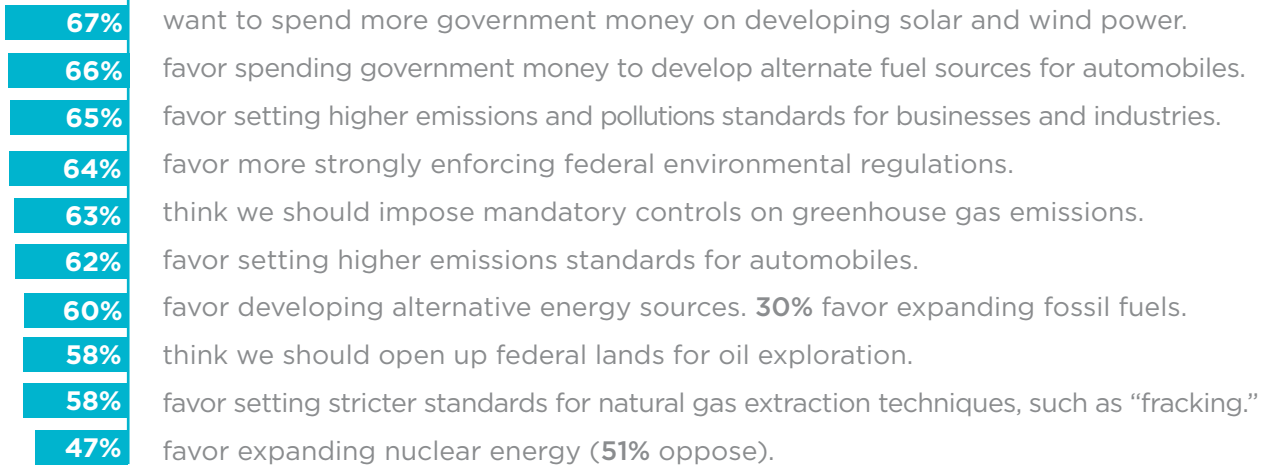 67% want to spend more government money on developing solar and wind power.
66% favor spending government money to develop alternate fuel sources for automobiles.
65% favor setting higher emissions and pollutions standards for businesses and industries.
64% favor more strongly enforcing federal environmental regulations.
63% think we should impose mandatory controls on greenhouse gas emissions.
62% favor setting higher emissions standards for automobiles.
60% favor developing alternative energy sources. 30% favor expanding fossil fuels.
58% think we should open up federal lands for oil exploration.
58% favor setting stricter standards for natural gas extraction techniques, such as “fracking.”
47% favor expanding nuclear energy (51% oppose).